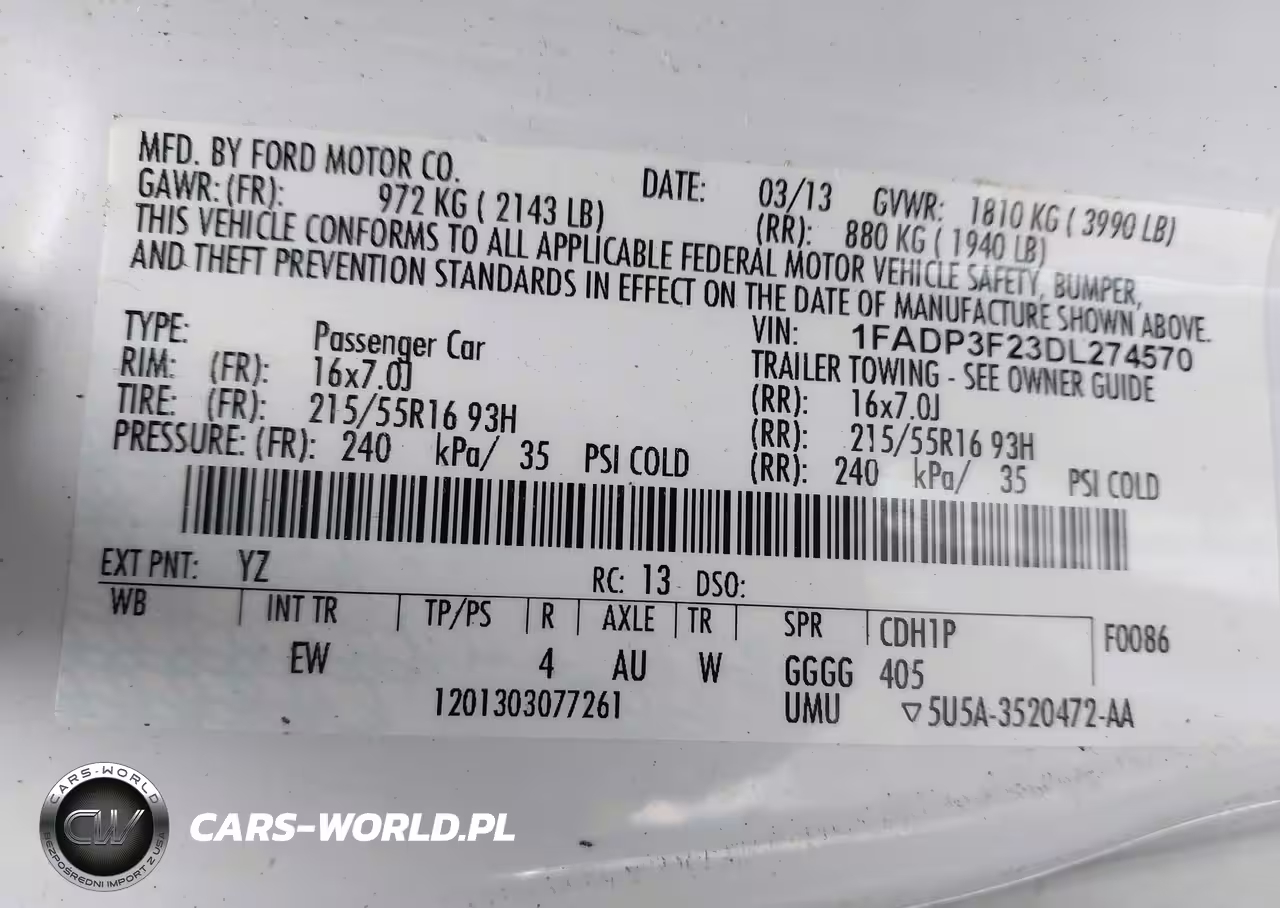 MFD. BY FORD MOTOR CO.
DATE: 03/13 GVWR: 1810 KG ( 3990 LB)
GAWR: (FR): 972 KG ( 2143 LB) (RR): 880 KG ( 1940 LB)
THIS VEHICLE CONFORMS TO ALL APPLICABLE FEDERAL MOTOR VEHICLE SAFETY, BUMPER,
AND THEFT PREVENTION STANDARDS IN EFFECT ON THE DATE OF MANUFACTURE SHOWN ABOVE.
VIN: 1FADP3F23DL274570
TYPE: Passenger Car TRAILER TOWING - SEE OWNER GUIDE
RIM: (FR): 16x7.0J (RR): 16x7.0J
TIRE: (FR): 215/55R16 93H (RR): 215/55R16 93H
PRESSURE: (FR): 240 kPa/ 35 PSI COLD (RR): 240 kPa/ 35 PSI COLD
EXT PNT: YZ RC: 13 DSO:
WB INT TR TP/PS R AXLE TR SPR CDH1P F0086
EW 4 AU W GGGG 405
1201303077261 UMU ▽ 5U5A-3520472-AA
CARS-WORLD
CW
BEZPOŚREDNI IMPORT Z USA
CARS-WORLD.PL